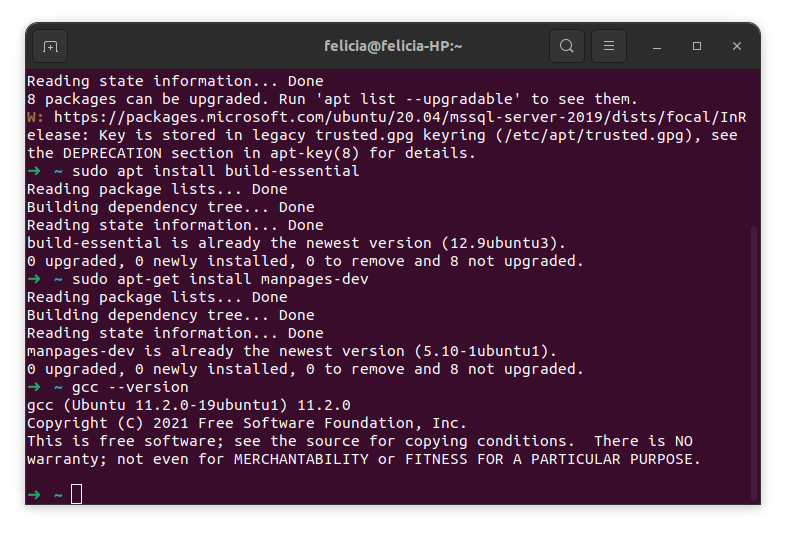 felicia@felicia-HP:~
Reading state information... Done
8 packages can be upgraded. Run 'apt list --upgradable' to see them.
W: https://packages.microsoft.com/ubuntu/20.04/mssql-server-2019/dists/focal/InR
elease: Key is stored in legacy trusted.gpg keyring (/etc/apt/trusted.gpg), see
the DEPRECATION section in apt-key(8) for details.
➜ ~ sudo apt install build-essential
Reading package lists... Done
Building dependency tree... Done
Reading state information... Done
build-essential is already the newest version (12.9ubuntu3).
0 upgraded, 0 newly installed, 0 to remove and 8 not upgraded.
➜ ~ sudo apt-get install manpages-dev
Reading package lists... Done
Building dependency tree... Done
Reading state information... Done
manpages-dev is already the newest version (5.10-1ubuntu1).
0 upgraded, 0 newly installed, 0 to remove and 8 not upgraded.
➜ ~ gcc --version
gcc (Ubuntu 11.2.0-19ubuntu1) 11.2.0
Copyright (C) 2021 Free Software Foundation, Inc.
This is free software; see the source for copying conditions.  There is NO
warranty; not even for MERCHANTABILITY or FITNESS FOR A PARTICULAR PURPOSE.
➜ ~